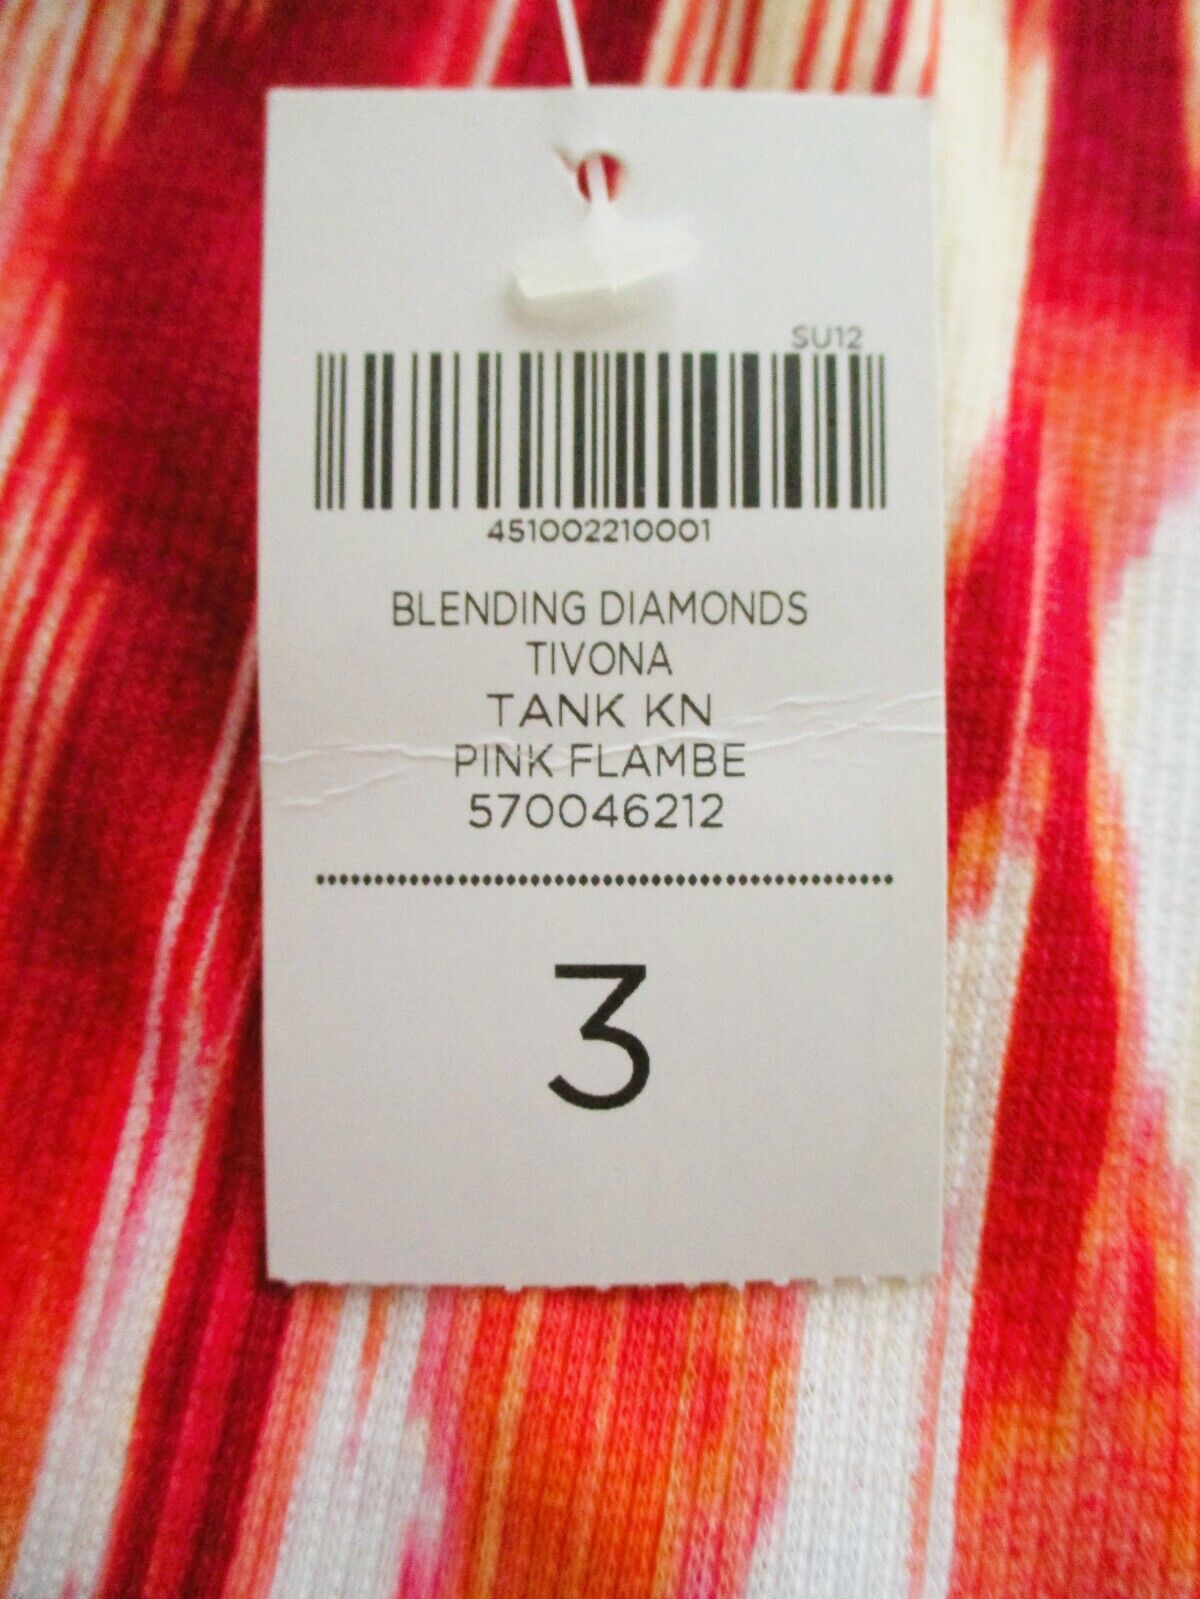 SU12
451002210001
BLENDING DIAMONDS
TIVONA
TANK KN
PINK FLAMBE
570046212
3